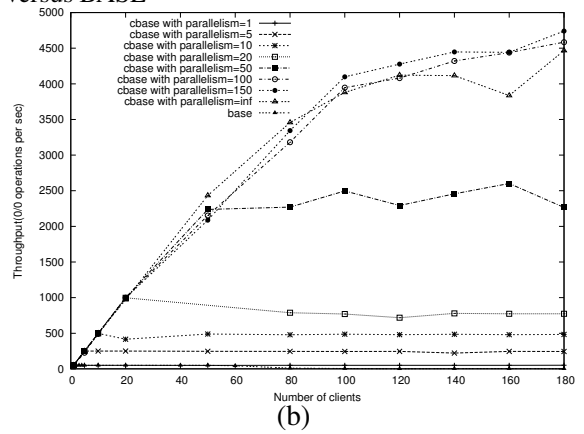 versus BASE
5000
4500
4000
3500
3000
2500
2000
1500
1000
500
0
Throughput(0/0 operations per sec)
cbase with parallelism=1
cbase with parallelism=5
cbase with parallelism=10
cbase with parallelism=20
cbase with parallelism=50
cbase with parallelism=100
cbase with parallelism=150
cbase with parallelism=inf
base
0 20 40 60 80 100 120 140 160 180
Number of clients
(b)